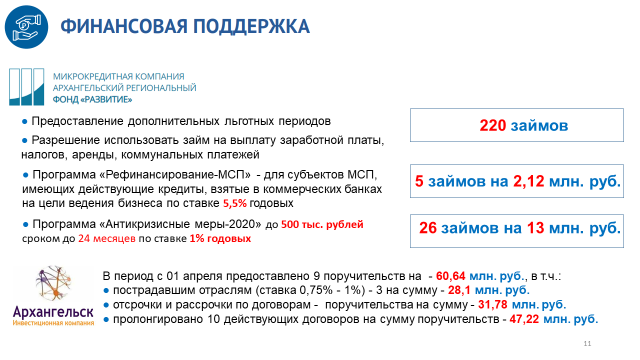 ФИНАНСОВАЯ ПОДДЕРЖКА
МИКРОКРЕДИТНАЯ КОМПАНИЯ
АРХАНГЕЛЬСКИЙ РЕГИОНАЛЬНЫЙ
ФОНД «РАЗВИТИЕ»
● Предоставление дополнительных льготных периодов
● Разрешение использовать займ на выплату заработной платы,
налогов, аренды, коммунальных платежей
220 займов
● Программа «Рефинансирование-МСП» - для субъектов МСП,
имеющих действующие кредиты, взятые в коммерческих банках
на цели ведения бизнеса по ставке 5,5% годовых
5 займов на 2,12 млн. руб.
● Программа «Антикризисные меры-2020» до 500 тыс. рублей
сроком до 24 месяцев по ставке 1% годовых
26 займов на 13 млн. руб.
Архангельск
Инвестиционная компания
В период с 01 апреля предоставлено 9 поручительств на - 60,64 млн. руб., в т.ч.:
● пострадавшим отраслям (ставка 0,75% - 1%) - 3 на сумму - 28,1 млн. руб.
● отсрочки и рассрочки по договорам - поручительства на сумму - 31,78 млн. руб.
● пролонгировано 10 действующих договоров на сумму поручительств - 47,22 млн. руб.
11